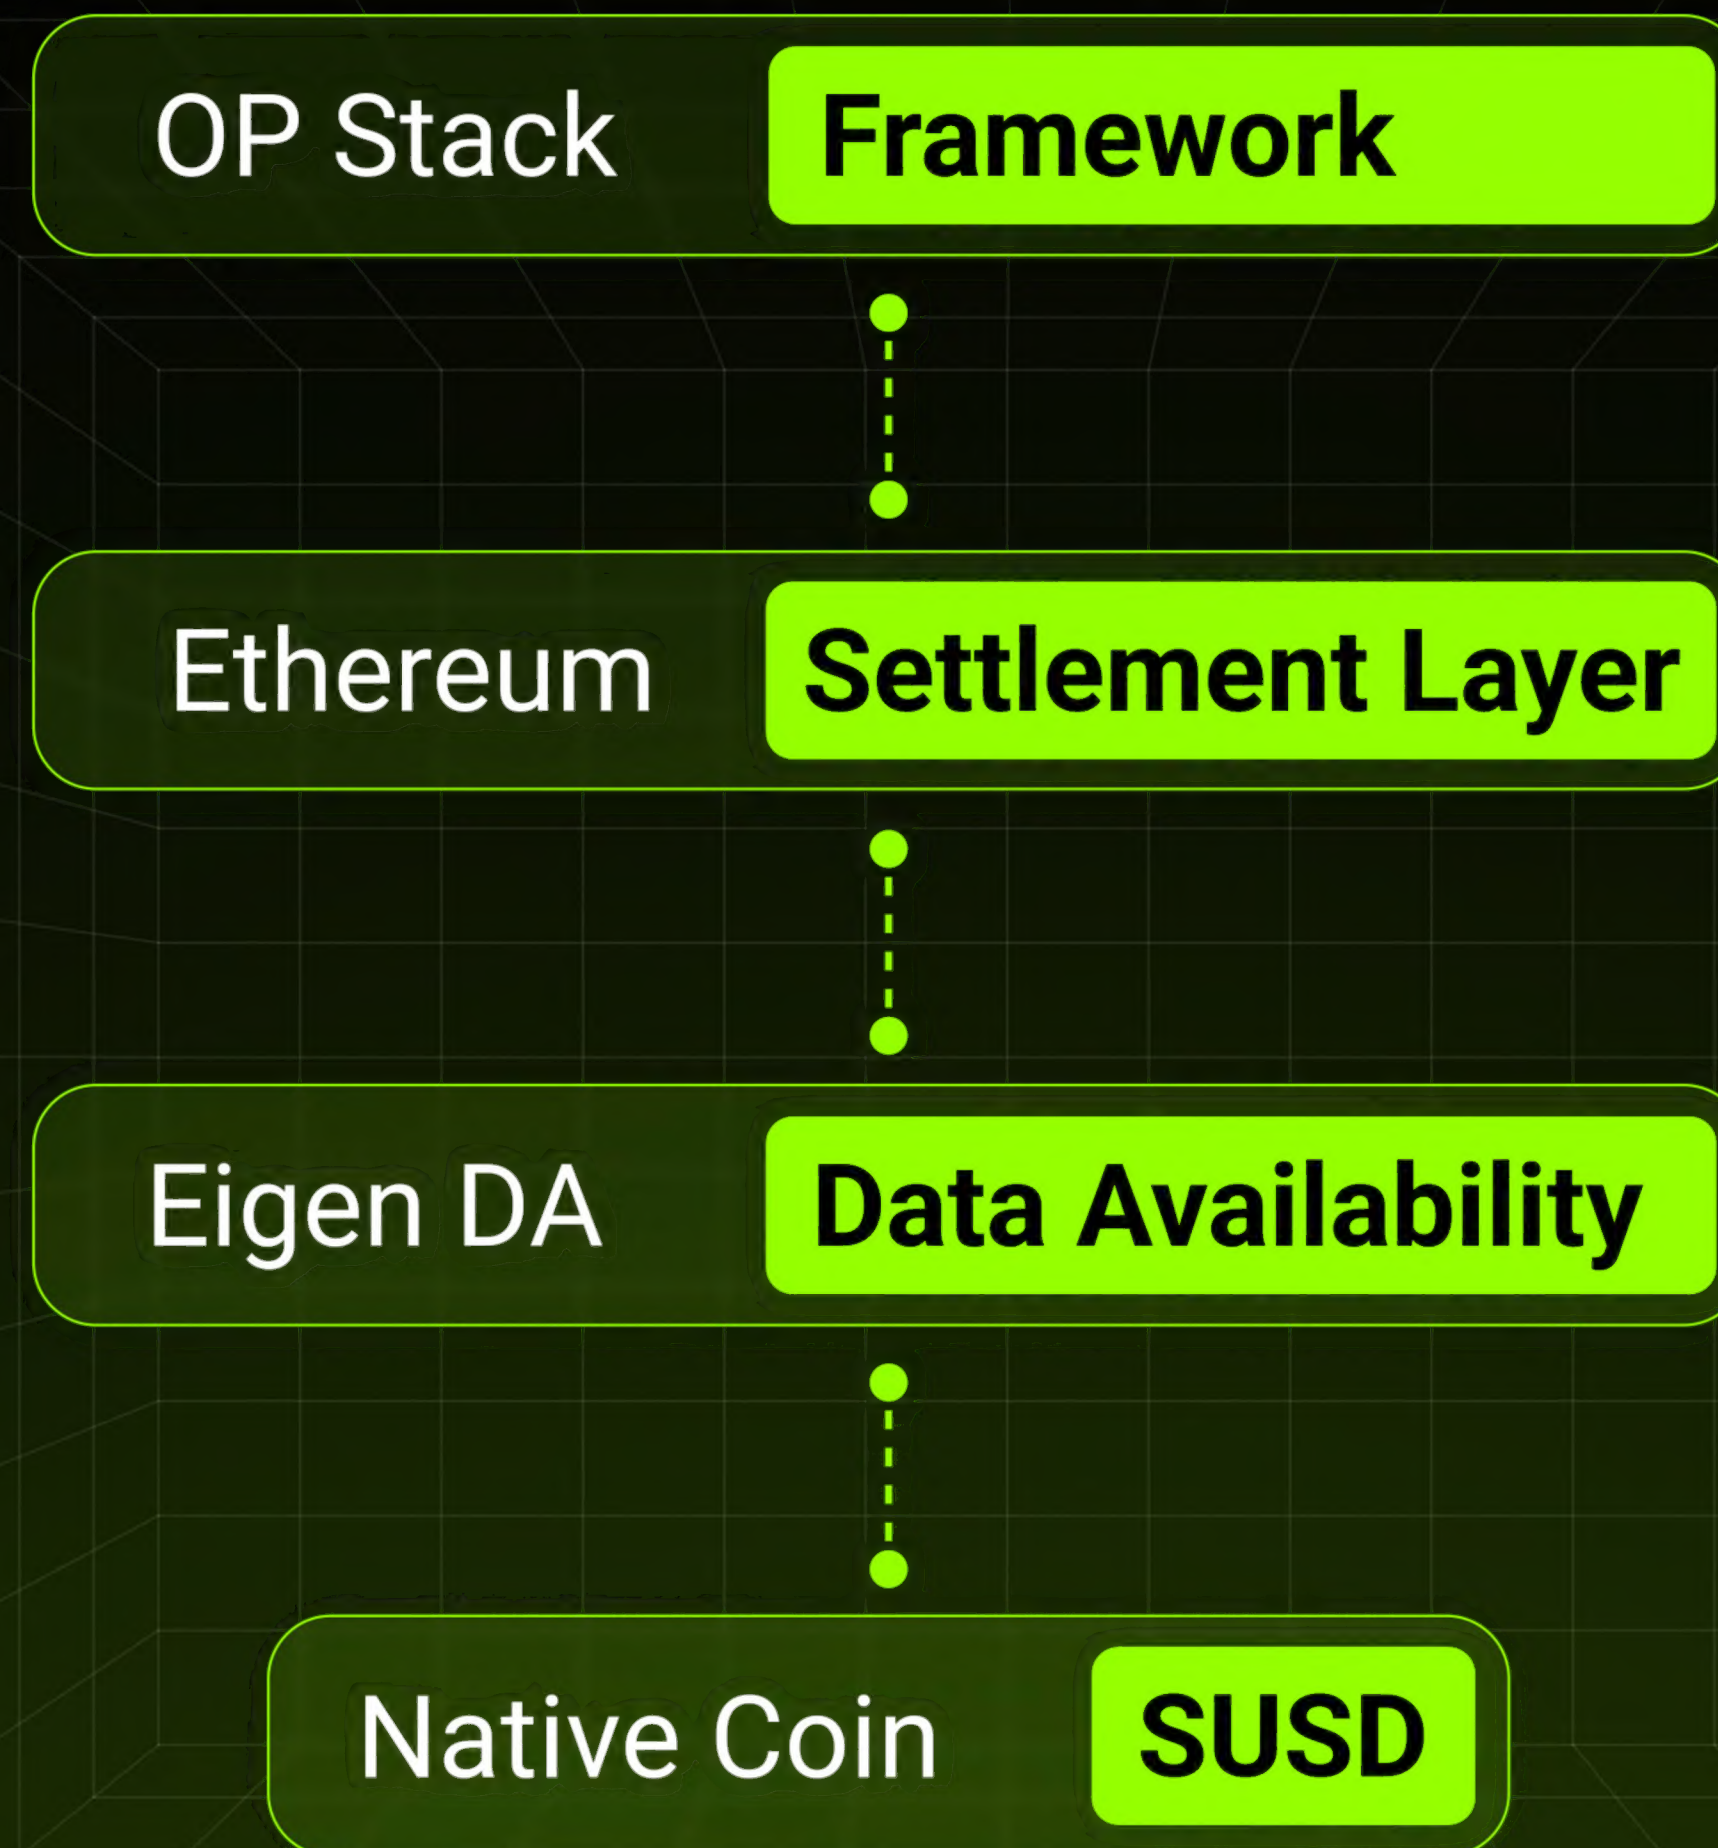 OP Stack Framework
Ethereum Settlement Layer
Eigen DA Data Availability
Native Coin SUSD